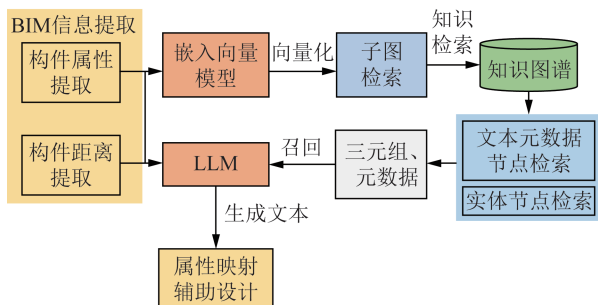 BIM信息提取
构件属性
提取
构件距离
提取
嵌入向量
模型
向量化
子图
检索
知识
检索
知识图谱
文本元数据
节点检索
实体节点检索
三元组、
元数据
召回
LLM
生成文本
属性映射
辅助设计